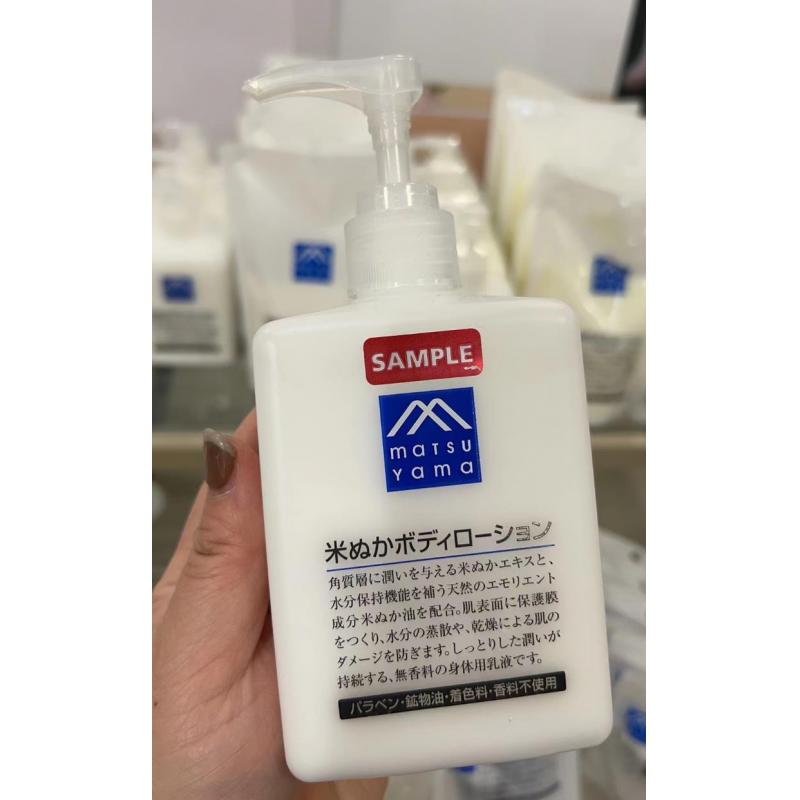 SAMPLE
maTSU
yama
米ぬかボディローション
角質層に潤いを与える米ぬかエキスと、
水分保持機能を補う天然のエモリエント
成分米ぬか油を配合。肌表面に保護膜
をつくり、水分の蒸散や、乾燥による肌の
ダメージを防ぎます。しっとりした潤いが
持続する、無香料の身体用乳液です。
パラベン・鉱物油・着色料・香料不使用